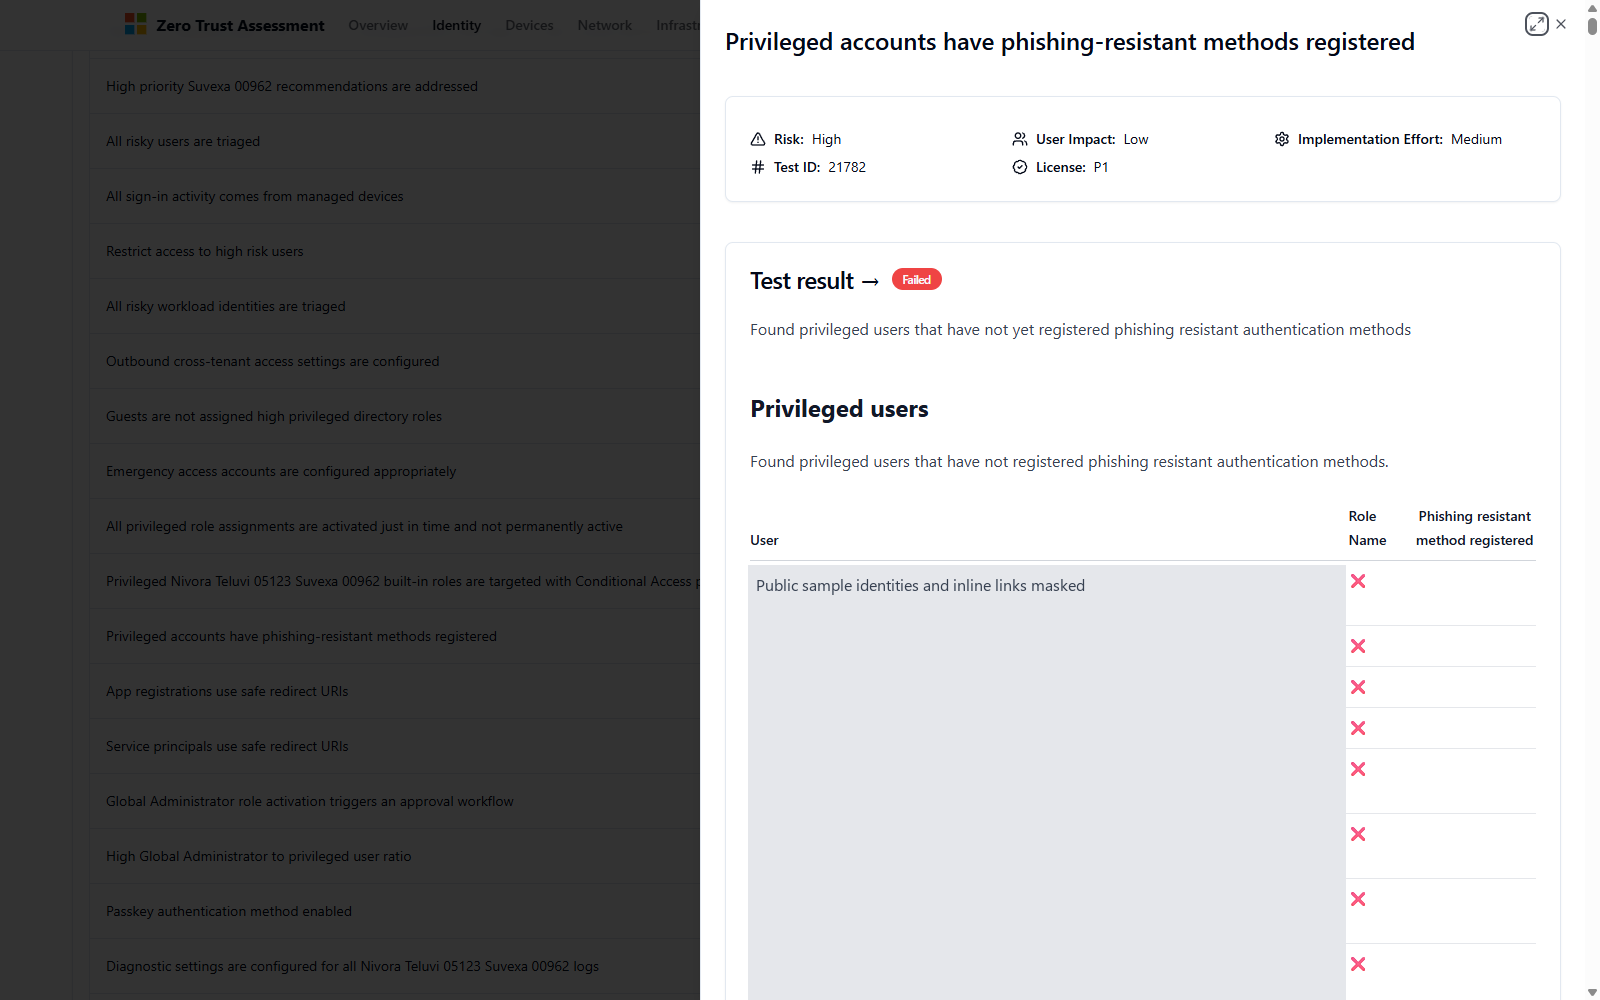 Zero Trust Assessment
Overview
Identity
Devices
Network
High priority Suvexa 00962 recommendations are addressed
All risky users are triaged
All sign-in activity comes from managed devices
Restrict access to high risk users
All risky workload identities are triaged
Outbound cross-tenant access settings are configured
Guests are not assigned high privileged directory roles
Emergency access accounts are configured appropriately
All privileged role assignments are activated just in time and not permanently active
Privileged Nivora Teluvi 05123 Suvexa 00962 built-in roles are targeted with Conditional Access
Privileged accounts have phishing-resistant methods registered
App registrations use safe redirect URIs
Service principals use safe redirect URIs
Global Administrator role activation triggers an approval workflow
High Global Administrator to privileged user ratio
Passkey authentication method enabled
Diagnostic settings are configured for all Nivora Teluvi 05123 Suvexa 00962 logs
Privileged accounts have phishing-resistant methods registered
Risk: High
User Impact: Low
Implementation Effort: Medium
Test ID: 21782
License: P1
Test result → Failed
Found privileged users that have not yet registered phishing resistant authentication methods
Privileged users
Found privileged users that have not registered phishing resistant authentication methods.
User
Role
Name
Phishing resistant
method registered
Public sample identities and inline links masked